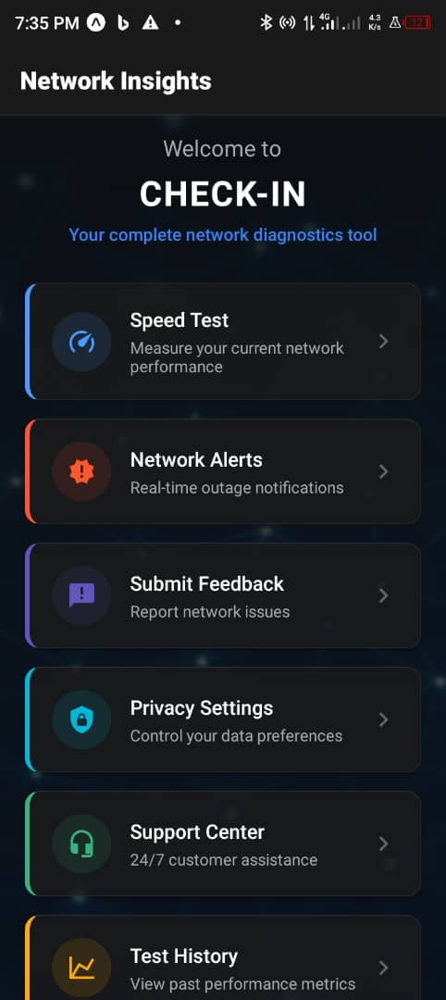 7:35 PM
4G
4.3
K/s
12
Network Insights
Welcome to
CHECK-IN
Your complete network diagnostics tool
Speed Test
Measure your current network
performance
Network Alerts
Real-time outage notifications
Submit Feedback
Report network issues
Privacy Settings
Control your data preferences
Support Center
24/7 customer assistance
Test History
View past performance metrics